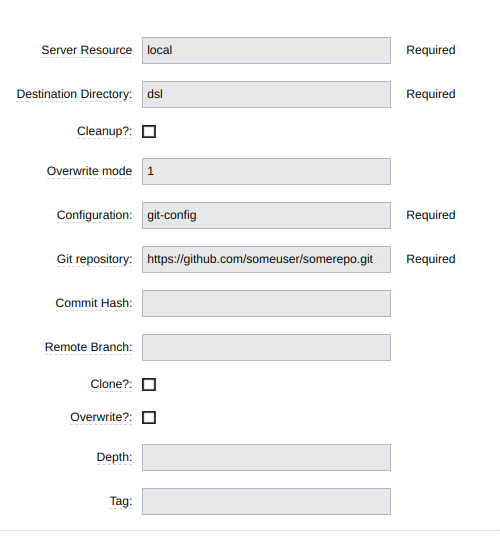 Server Resource local Required
Destination Directory: dsl Required
Cleanup?:
Overwrite mode 1
Configuration: git-config Required
Git repository: https://github.com/someuser/somerepo.git Required
Commit Hash:
Remote Branch:
Clone?:
Overwrite?:
Depth:
Tag: